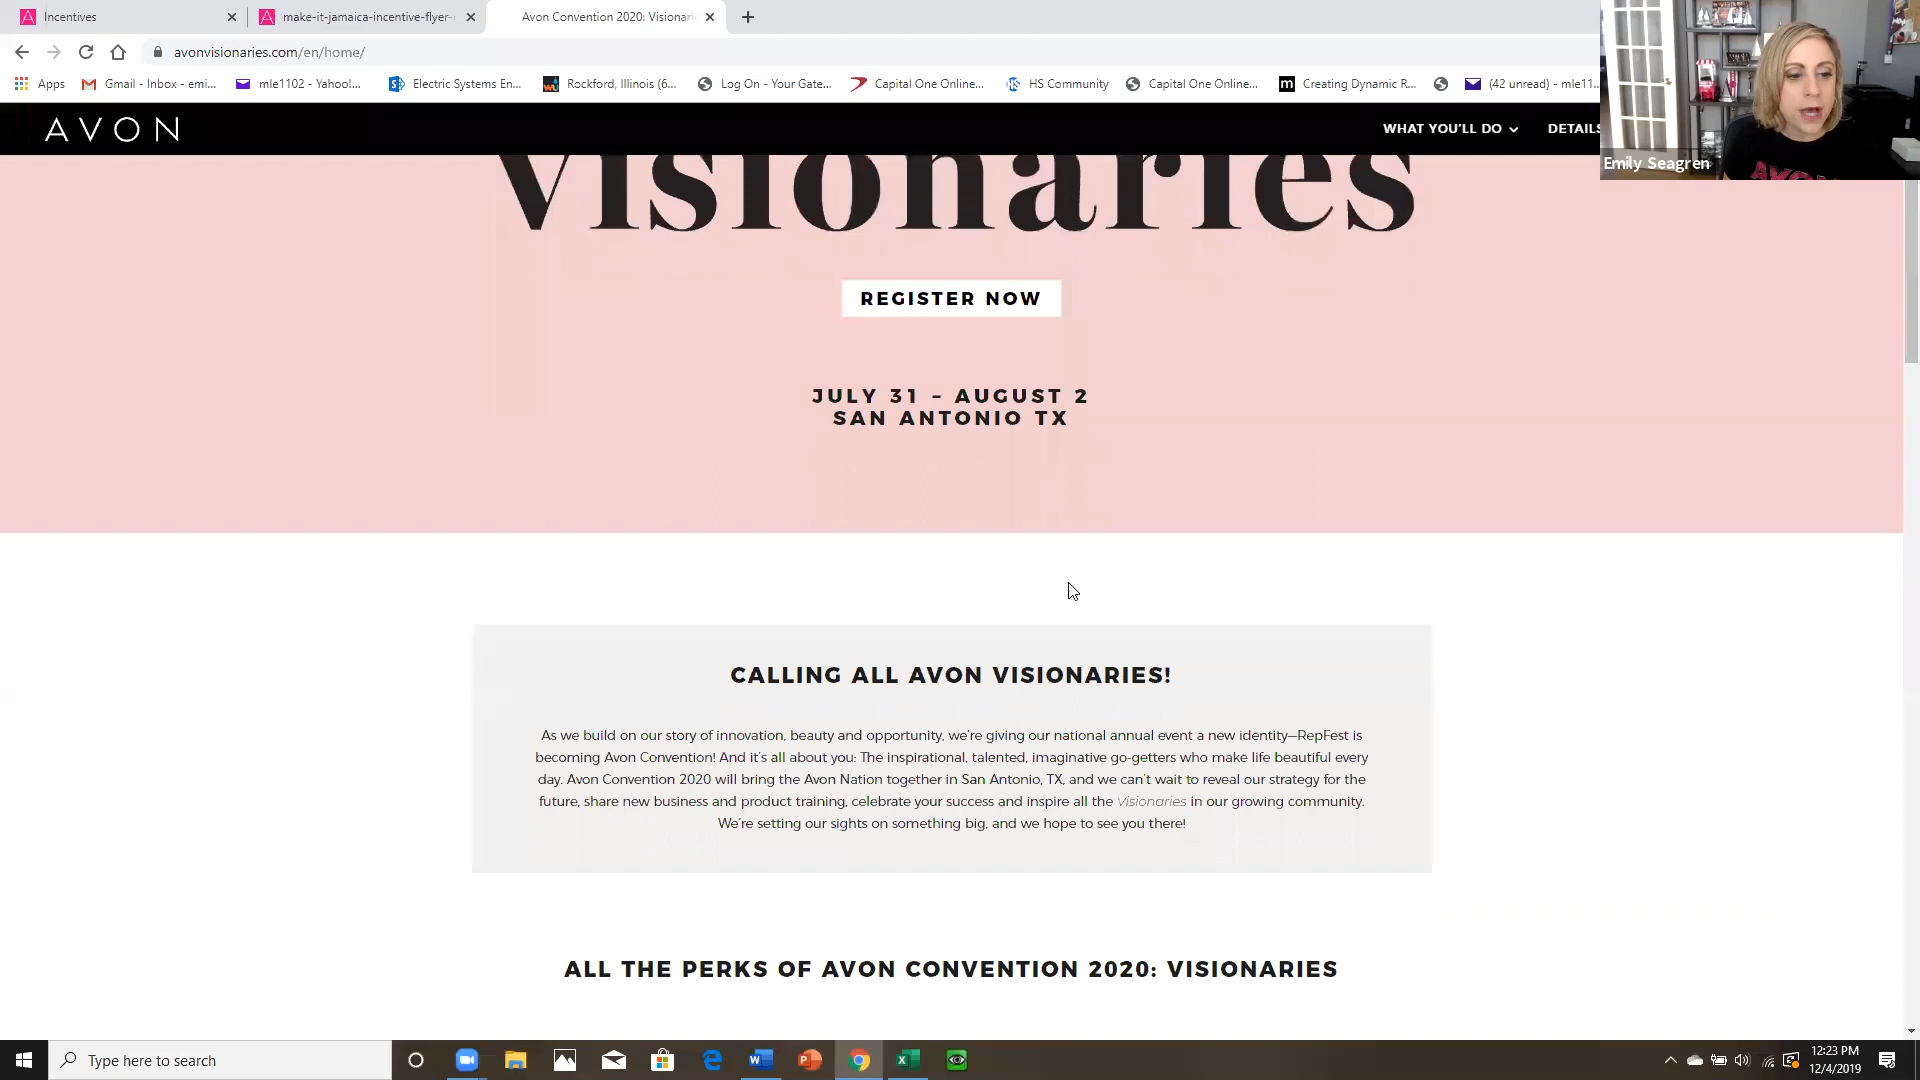 Incentives
make-it-jamaica-incentive-flyer-
Avon Convention 2020: Visionari
avonvisionaries.com/en/home/
Apps
Gmail - Inbox - emi...
mle1102 - Yahoo!...
Electric Systems En...
Rockford, Illinois (6...
Log On - Your Gate...
Capital One Online...
HS Community
Capital One Online...
Creating Dynamic R...
(42 unread) - mle11...
AVON
WHAT YOU'LL DO
DETAILS
Emily Seagren
AVON
visionaries
REGISTER NOW
JULY 31 – AUGUST 2
SAN ANTONIO TX
CALLING ALL AVON VISIONARIES!
As we build on our story of innovation, beauty and opportunity, we're giving our national annual event a new identity—RepFest is
becoming Avon Convention! And it's all about you: The inspirational, talented, imaginative go-getters who make life beautiful every
day. Avon Convention 2020 will bring the Avon Nation together in San Antonio, TX, and we can't wait to reveal our strategy for the
future, share new business and product training, celebrate your success and inspire all the Visionaries in our growing community.
We're setting our sights on something big, and we hope to see you there!
ALL THE PERKS OF AVON CONVENTION 2020: VISIONARIES
Type here to search
12:23 PM
12/4/2019